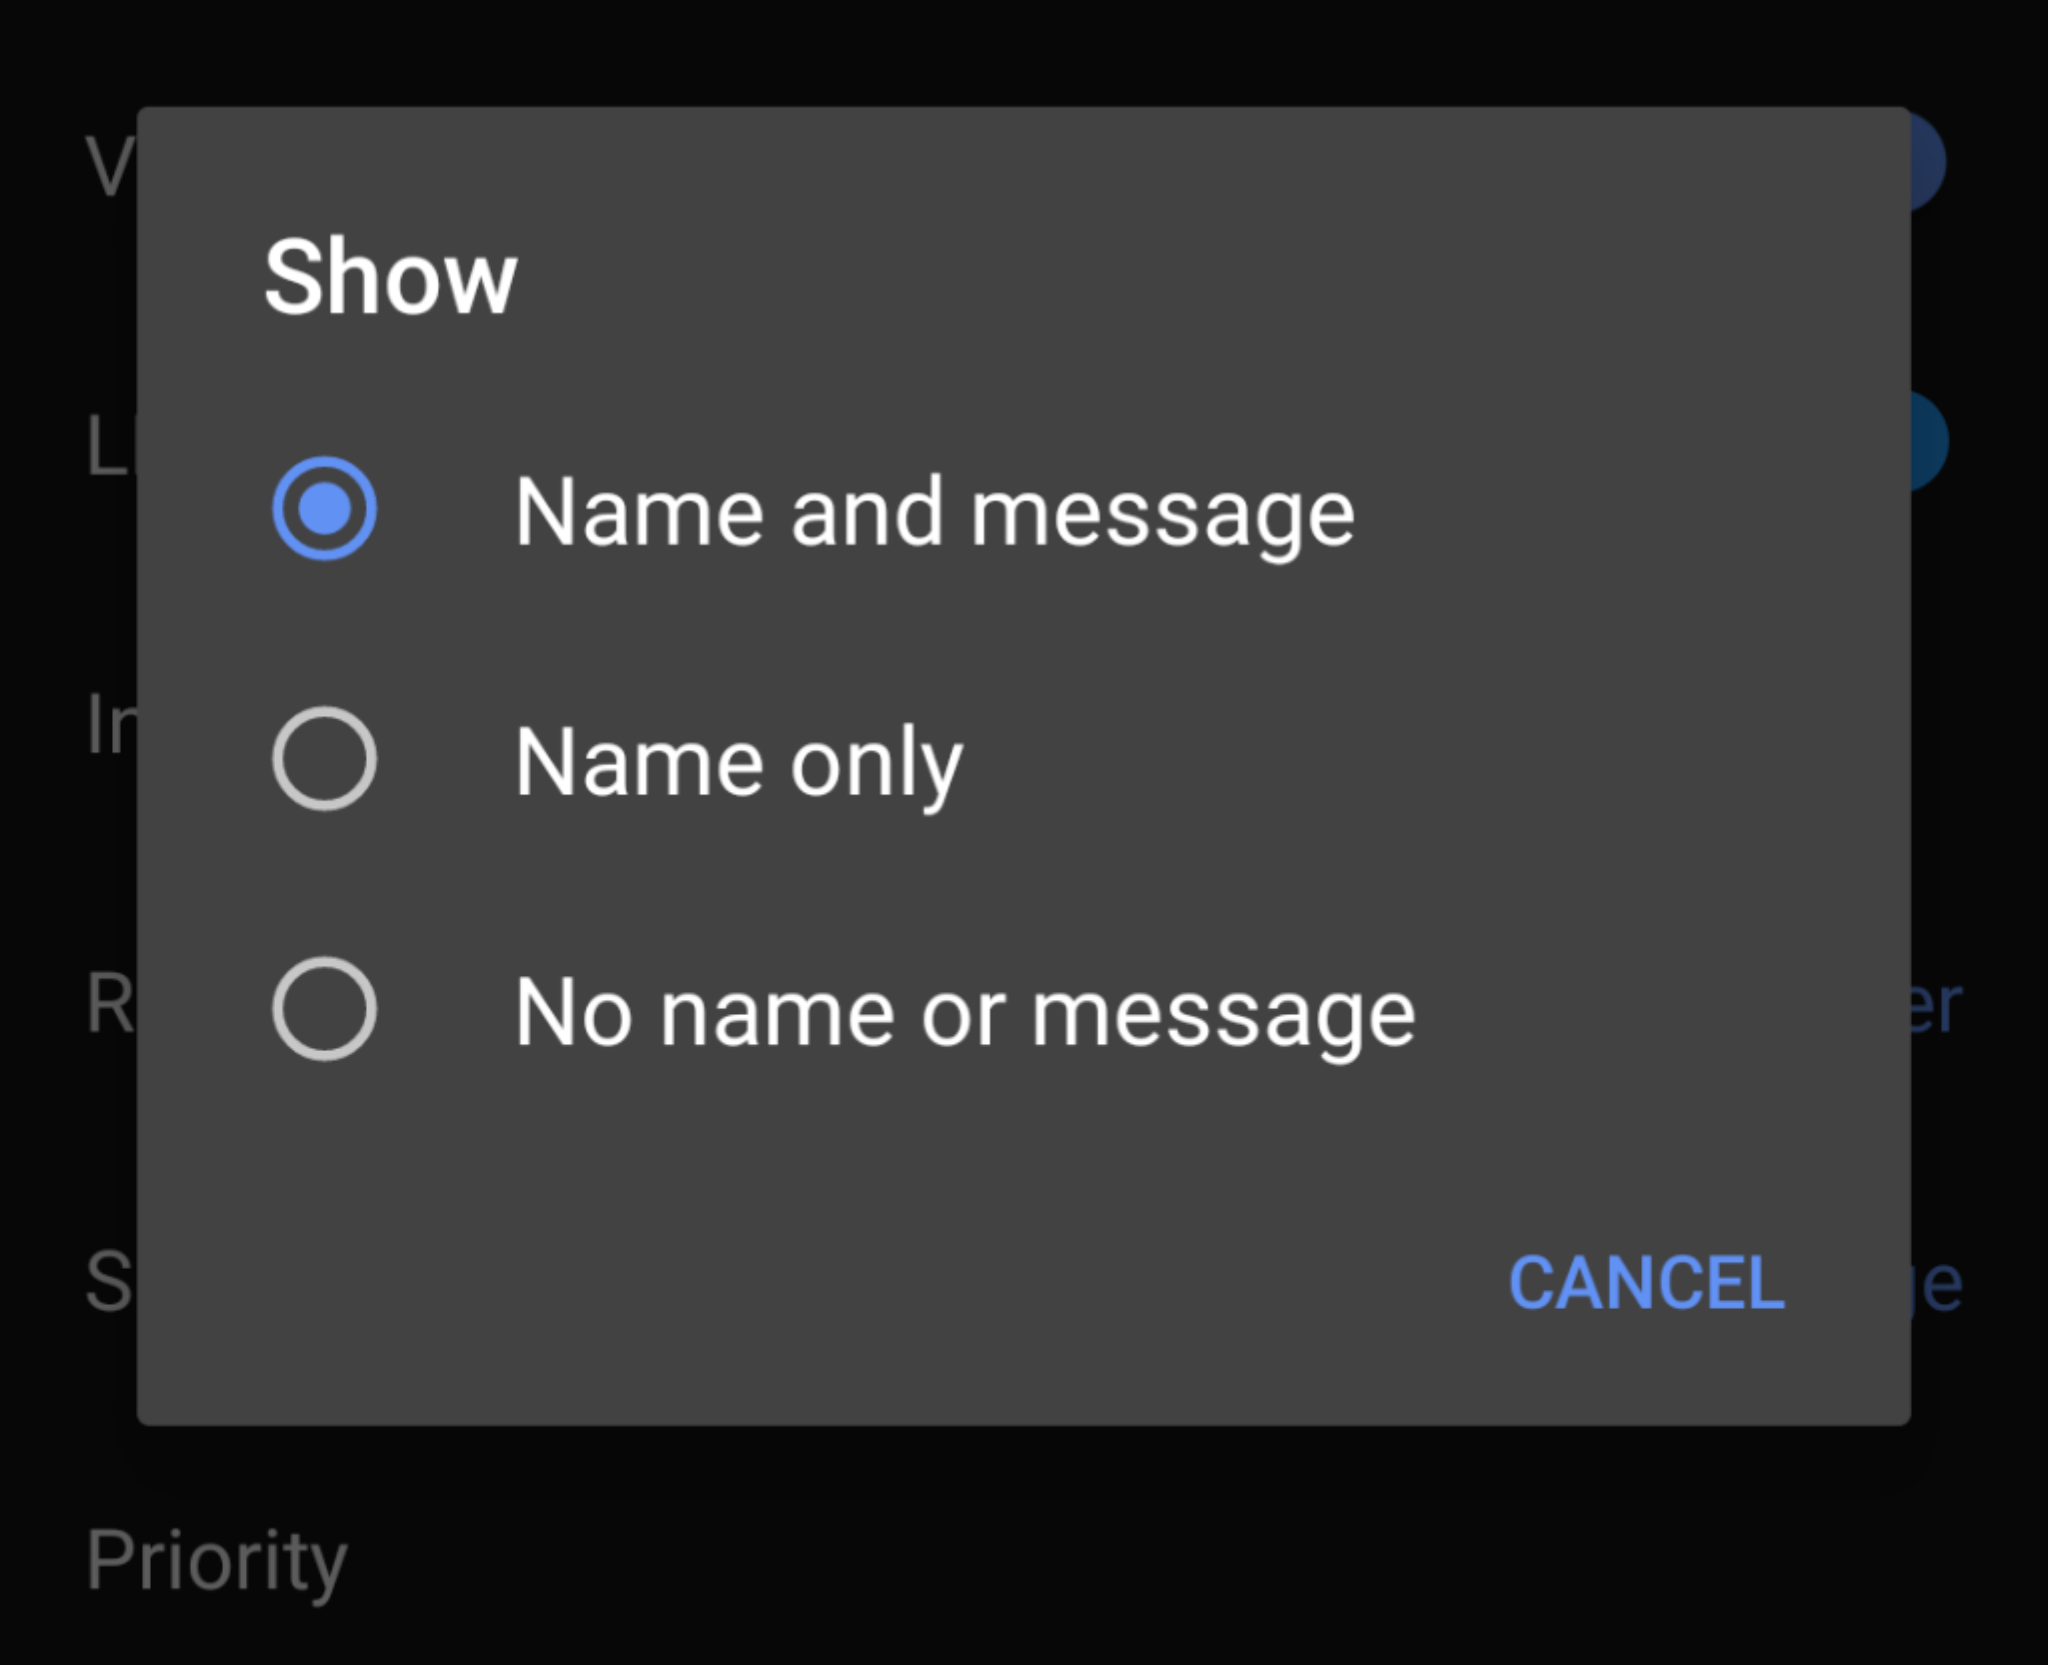 Show
Name and message
Name only
No name or message
CANCEL
Priority